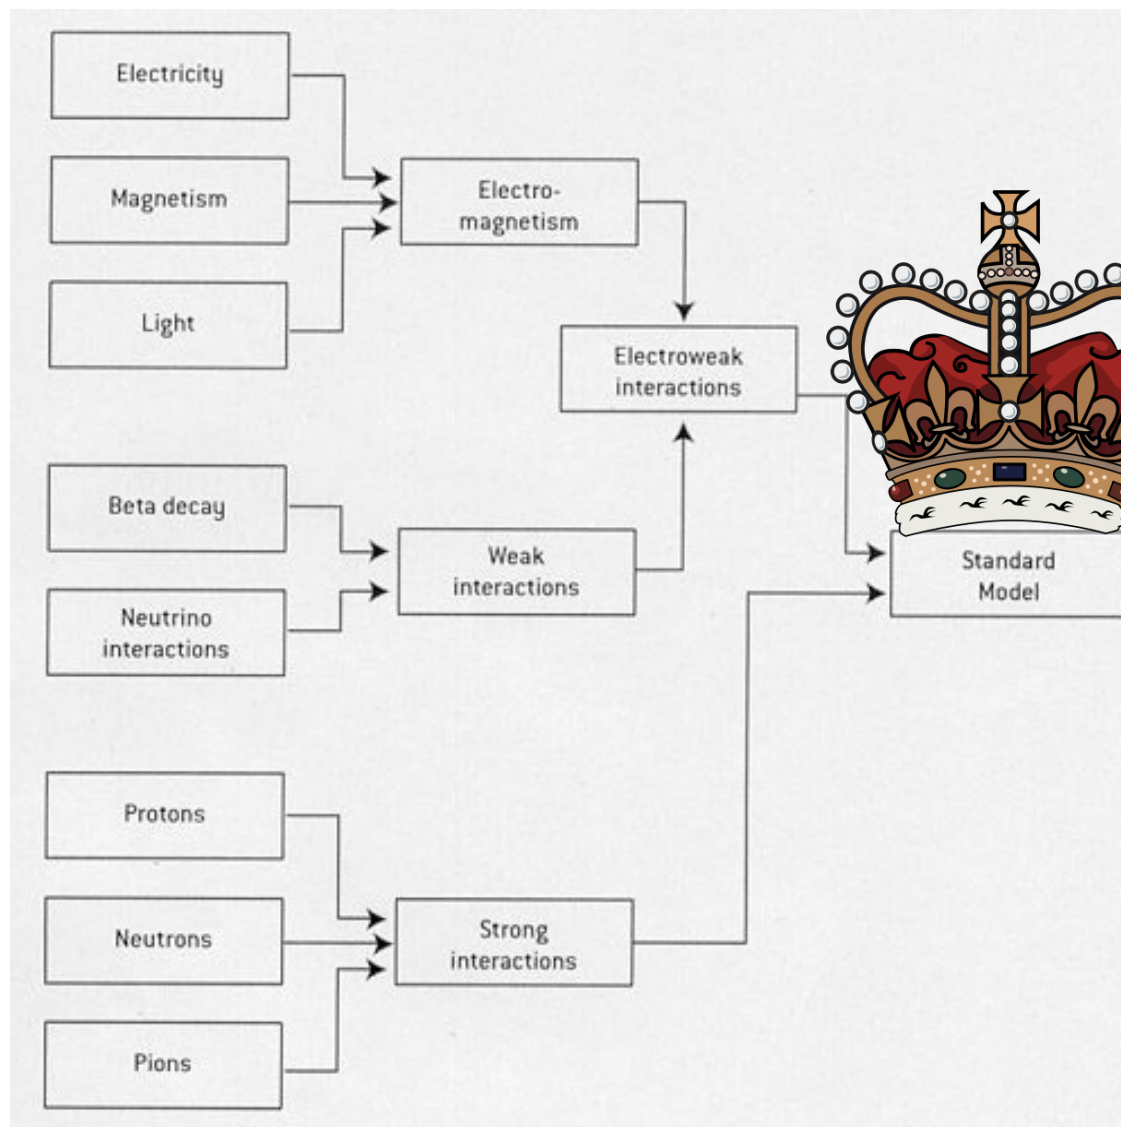 Electricity
Magnetism
Light
Electro-
magnetism
Electroweak
interactions
Beta decay
Neutrino
interactions
Weak
interactions
Standard
Model
Protons
Neutrons
Pions
Strong
interactions